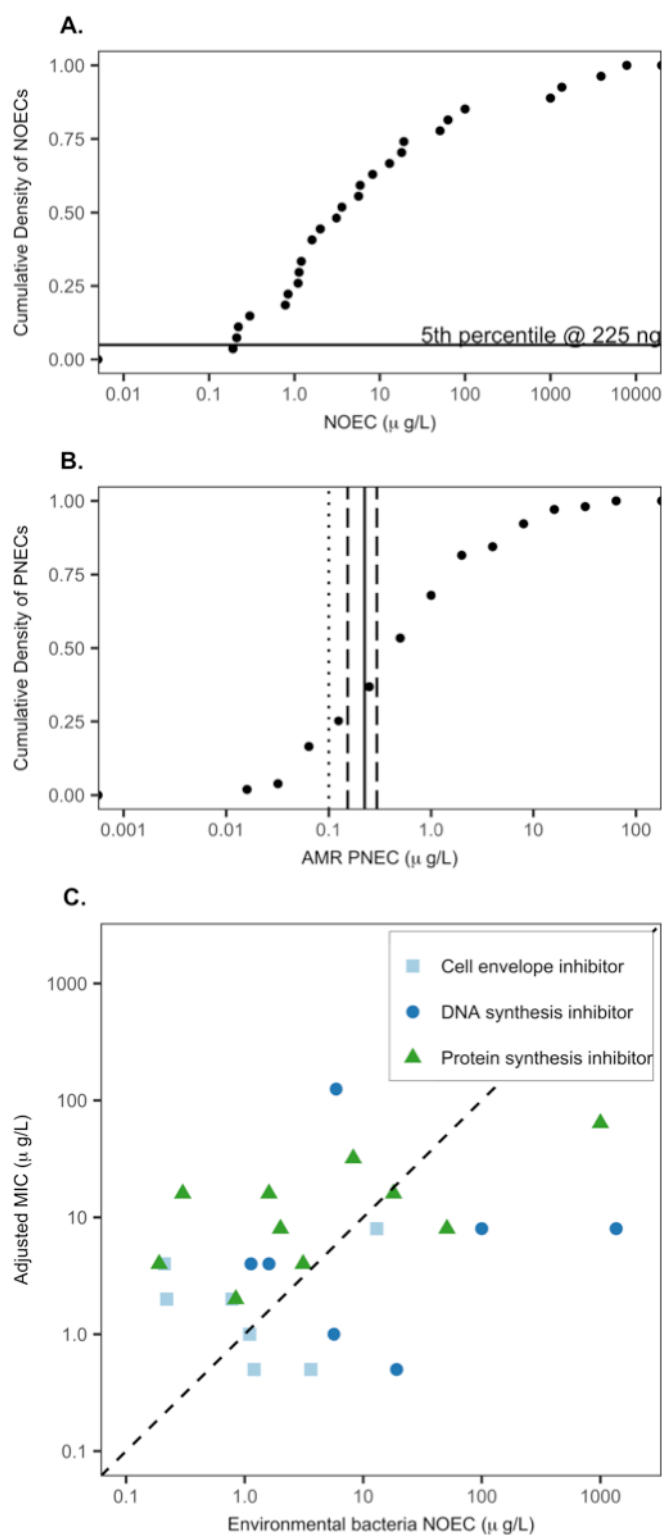 A.
Cumulative Density of NOECs
1.00
0.75
0.50
0.25
0.00
5th percentile @ 225 ng
0.01 0.1 1.0 10 100 1000 10000
NOEC (μ g/L)
B.
Cumulative Density of PNECs
1.00
0.75
0.50
0.25
0.00
0.001 0.01 0.1 1.0 10 100
AMR PNEC (μ g/L)
C.
Adjusted MIC (μ g/L)
1000
100
10
1.0
0.1
Cell envelope inhibitor
DNA synthesis inhibitor
Protein synthesis inhibitor
0.1 1.0 10 100 1000
Environmental bacteria NOEC (μ g/L)